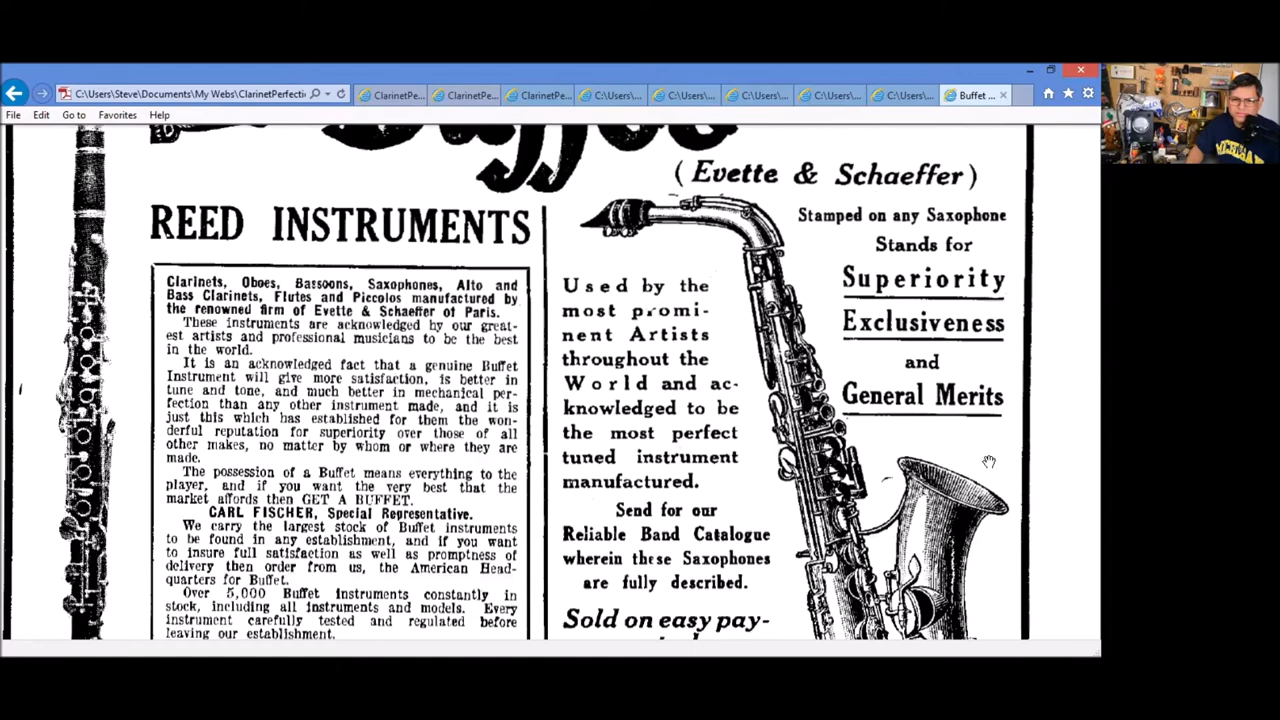 C:\Users\Steve\Documents\My Webs\ClarinetPerfecti
ClarinetPe...
ClarinetPe...
ClarinetPe...
C:\Users\...
C:\Users\...
C:\Users\...
C:\Users\...
C:\Users\...
Buffet ...
File Edit Go to Favorites Help
Buffet
(Evette & Schaeffer)
REED INSTRUMENTS
Clarinets, Oboes, Bassoons, Saxophones, Alto and
Bass Clarinets, Flutes and Piccolos manufactured by
the renowned firm of Evette & Schaeffer of Paris.
These instruments are acknowledged by our great-
est artists and professional musicians to be the best
in the world.
It is an acknowledged fact that a genuine Buffet
Instrument will give more satisfaction, is better in
tune and tone, and much better in mechanical per-
fection than any other instrument made, and it is
just this which has established for them the won-
derful reputation for superiority over those of all
other makes, no matter by whom or where they are
made.
The possession of a Buffet means everything to the
player, and if you want the very best that the
market affords then GET A BUFFET.
CARL FISCHER, Special Representative.
We carry the largest stock of Buffet instruments
to be found in any establishment, and if you want
to insure full satisfaction as well as promptness of
delivery then order from us, the American Head-
quarters for Buffet.
Over 5,000 Buffet instruments constantly in
stock, including all instruments and models. Every
instrument carefully tested and regulated before
leaving our establishment.
Used by the
most promi-
nent Artists
throughout the
World and ac-
knowledged to be
the most perfect
tuned instrument
manufactured.
Send for our
Reliable Band Catalogue
wherein these Saxophones
are fully described.
Sold on easy pay-
Stamped on any Saxophone
Stands for
Superiority
Exclusiveness
and
General Merits